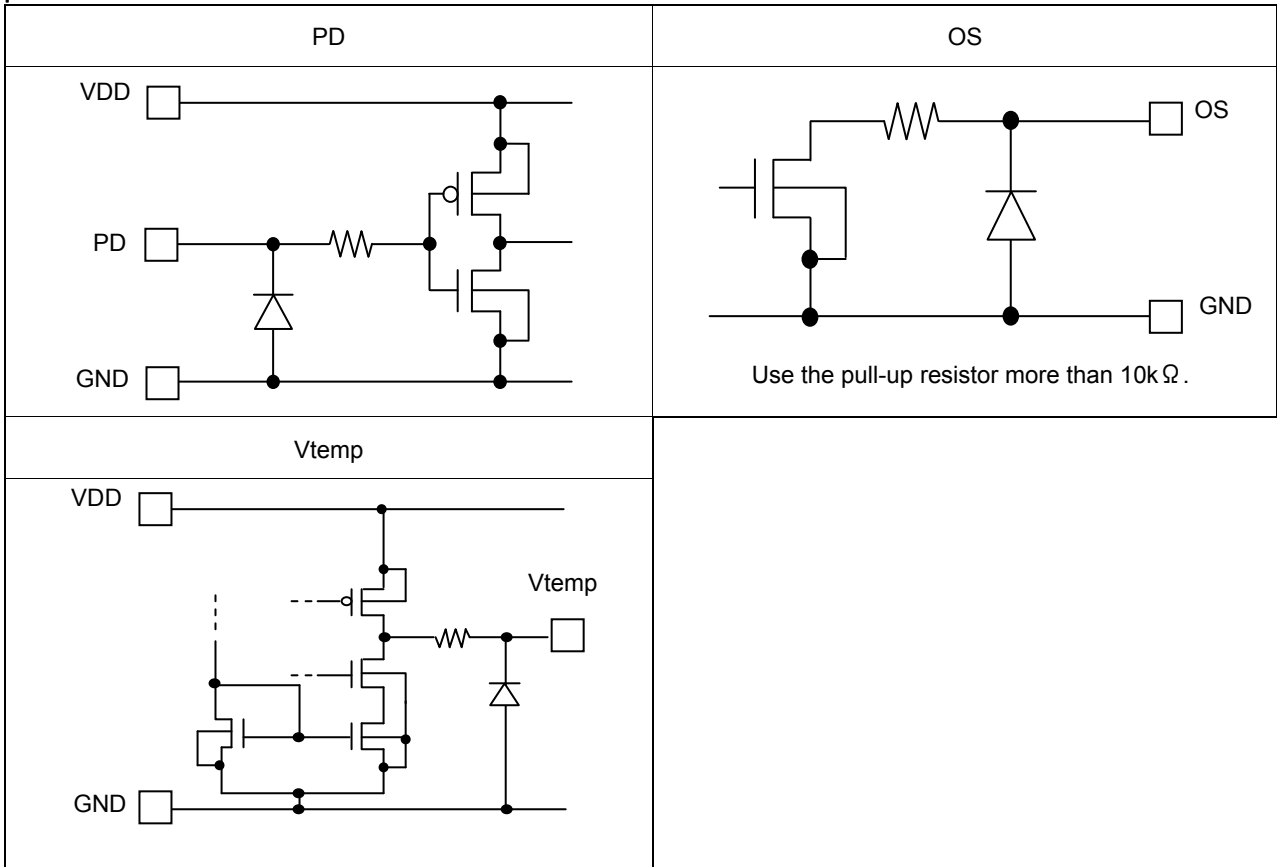 PD
OS
VDD
PD
GND
OS
GND
Use the pull-up resistor more than 10kΩ.
Vtemp
VDD
Vtemp
GND